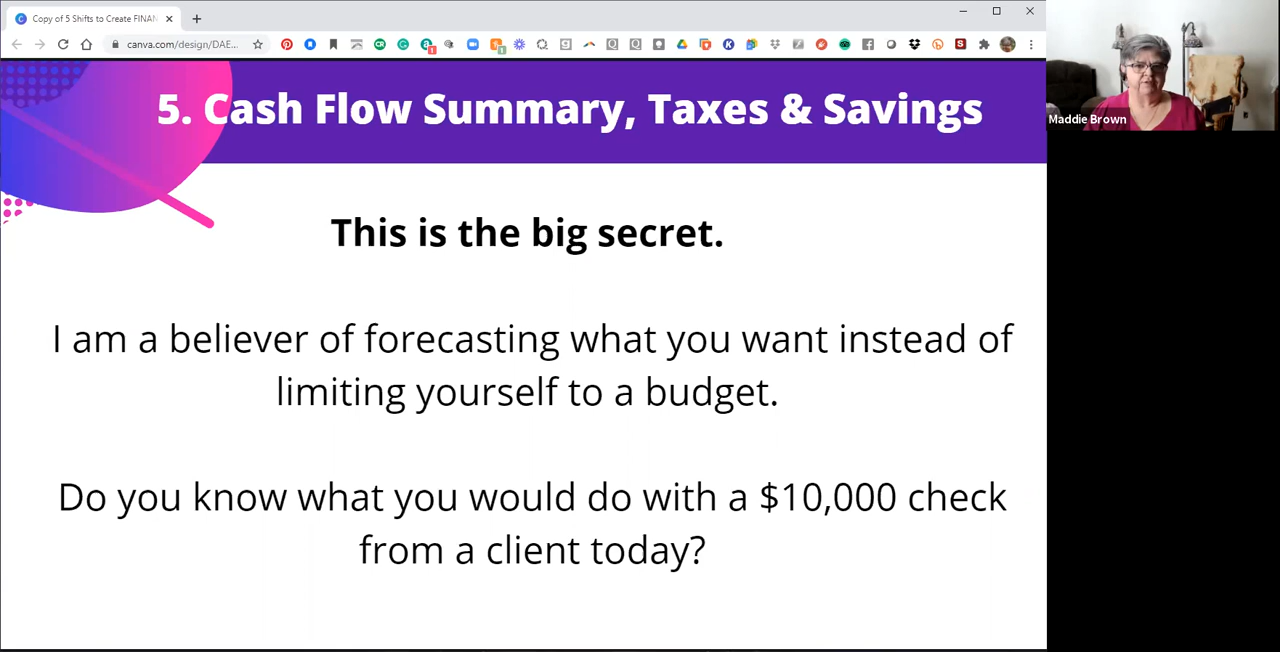 Copy of 5 Shifts to Create FINAN
canva.com/design/DAE...
5. Cash Flow Summary, Taxes & Savings
Maddie Brown
This is the big secret.
I am a believer of forecasting what you want instead of
limiting yourself to a budget.
Do you know what you would do with a $10,000 check
from a client today?